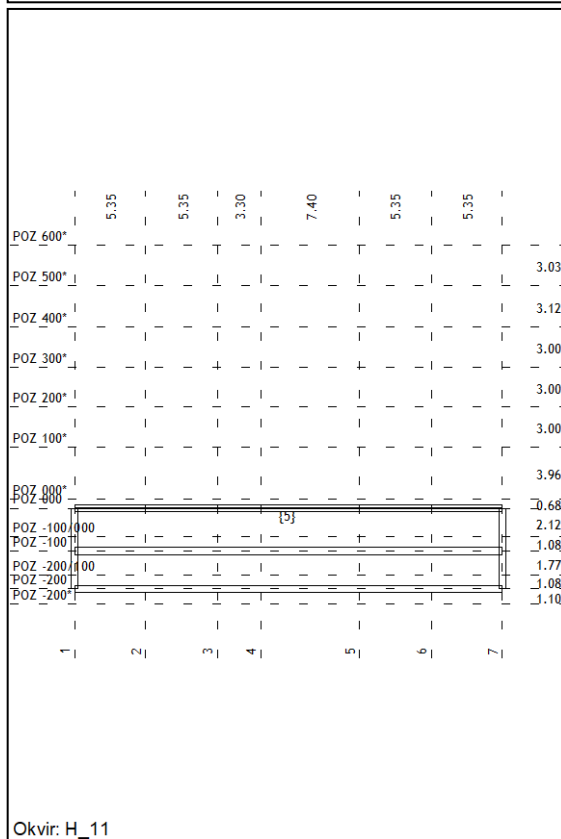 5.35 5.35 3.30 7.40 5.35 5.35
POZ 600*
3.03
POZ 500*
3.12
POZ 400*
3.00
POZ 300*
3.00
POZ 200*
3.00
POZ 100*
3.96
POZ 000*
POZ 000
0.68
{5}
POZ -100/000
2.12
POZ -100
1.08
POZ -200/100
1.77
POZ -200
1.08
POZ -200*
1.10
1 2 3 4 5 6 7
Okvir: H_11